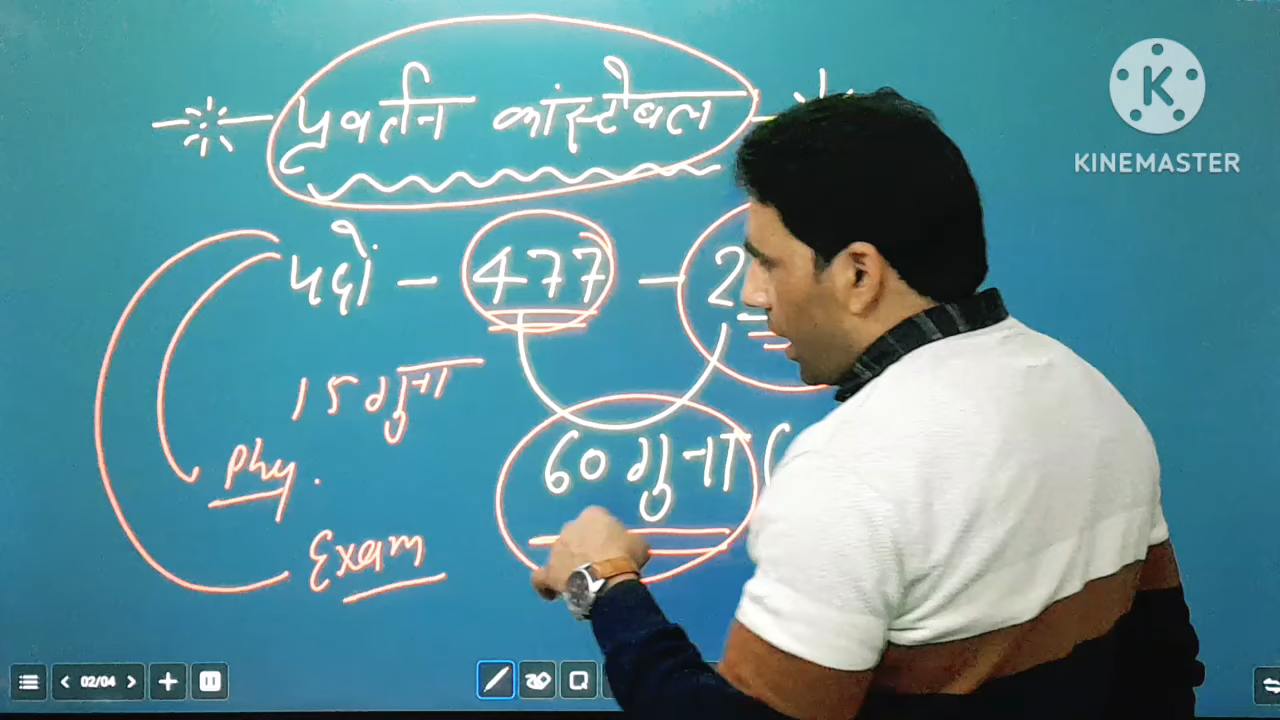 प्रवर्तन कांस्टेबल
पदों - 477 - 2
15 गुना
60 गुना (
Phy.
Exam
02/04
KINEMASTER